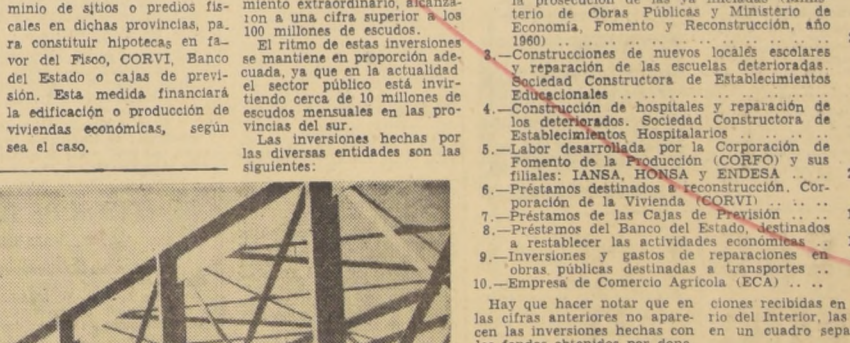 minio de sitios o predios fis-
cales en dichas provincias, pa-
ra constituir hipotecas en fa-
vor del Fisco, CORVI, Banco
del Estado o cajas de previ-
sión. Esta medida financiará
la edificación o producción de
viviendas económicas, según
sea el caso.
miento extraordinario, alcanza-
ron a una cifra superior a los
100 millones de escudos.
El ritmo de estas inversiones
se mantiene en proporción ade-
cuada, ya que en la actualidad
el sector público está invir-
tiendo cerca de 10 millones de
escudos mensuales en las pro-
vincias del sur.
Las inversiones hechas por
las diversas entidades son las
siguientes:
la prosecución de las ya iniciadas
terio de Obras Públicas y Ministerio de
Economía, Fomento y Reconstrucción, año
1960) .. .. .. .. .. .. .. .. .. .. ..
3.—Construcciones de nuevos locales escolares
y reparación de las escuelas deterioradas.
Sociedad Constructora de Establecimientos
Educacionales .. .. .. .. .. .. .. ..
4.—Construcción de hospitales y reparación de
los deteriorados. Sociedad Constructora de
Establecimientos Hospitalarios .. .. .. ..
5.—Labor desarrollada por la Corporación de
Fomento de la Producción (CORFO) y sus
filiales: IANSA, HONSA y ENDESA .. ..
6.—Préstamos destinados a reconstrucción. Cor-
poración de la Vivienda (CORVI) .. .. ..
7.—Préstamos de las Cajas de Previsión .. ..
8.—Préstemos del Banco del Estado, destinados
a restablecer las actividades económicas ..
9.—Inversiones y gastos de reparaciones en
obras públicas destinadas a transportes ..
10.—Empresa de Comercio Agrícola (ECA) .. ..
Hay que hacer notar que en
las cifras anteriores no apare-
cen las inversiones hechas con
ciones recibidas en
rio del Interior, las
en un cuadro sepa